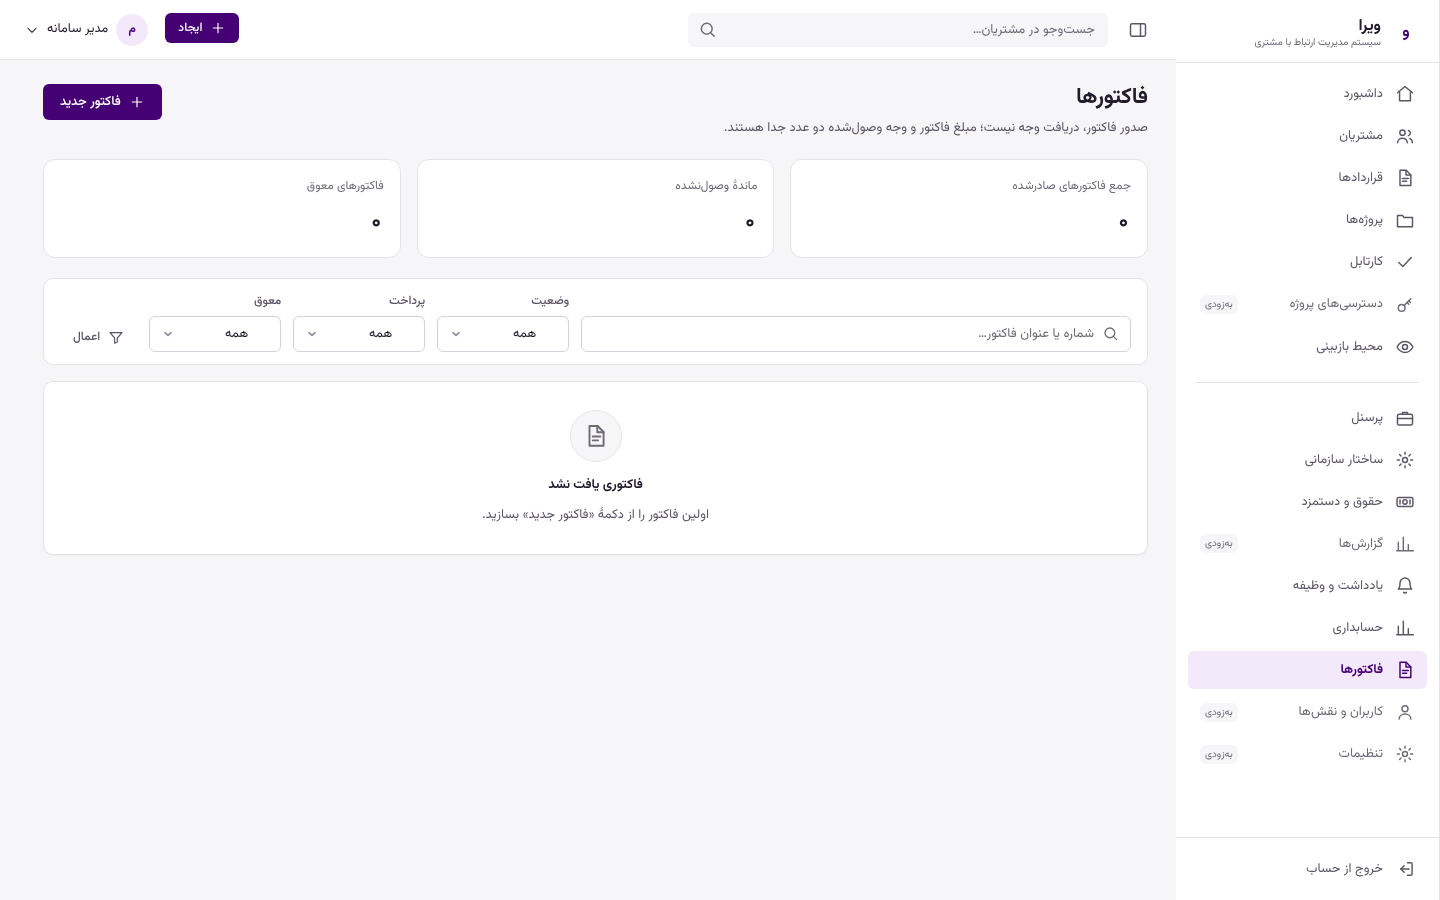 و
ویرا
سیستم مدیریت ارتباط با مشتری
داشبورد
مشتریان
قراردادها
پروژه‌ها
کارتابل
دسترسی‌های پروژه
به‌زودی
محیط بازبینی
پرسنل
ساختار سازمانی
حقوق و دستمزد
گزارش‌ها
به‌زودی
یادداشت و وظیفه
حسابداری
فاکتورها
کاربران و نقش‌ها
به‌زودی
تنظیمات
به‌زودی
خروج از حساب
جست‌وجو در مشتریان...
ایجاد
م
مدیر سامانه
فاکتورها
صدور فاکتور، دریافت وجه نیست؛ مبلغ فاکتور و وجه وصول‌شده دو عدد جدا هستند.
فاکتور جدید
جمع فاکتورهای صادرشده
۰
ماندهٔ وصول‌نشده
۰
فاکتورهای معوق
۰
شماره یا عنوان فاکتور...
وضعیت
همه
پرداخت
همه
معوق
همه
اعمال
فاکتوری یافت نشد
اولین فاکتور را از دکمهٔ «فاکتور جدید» بسازید.